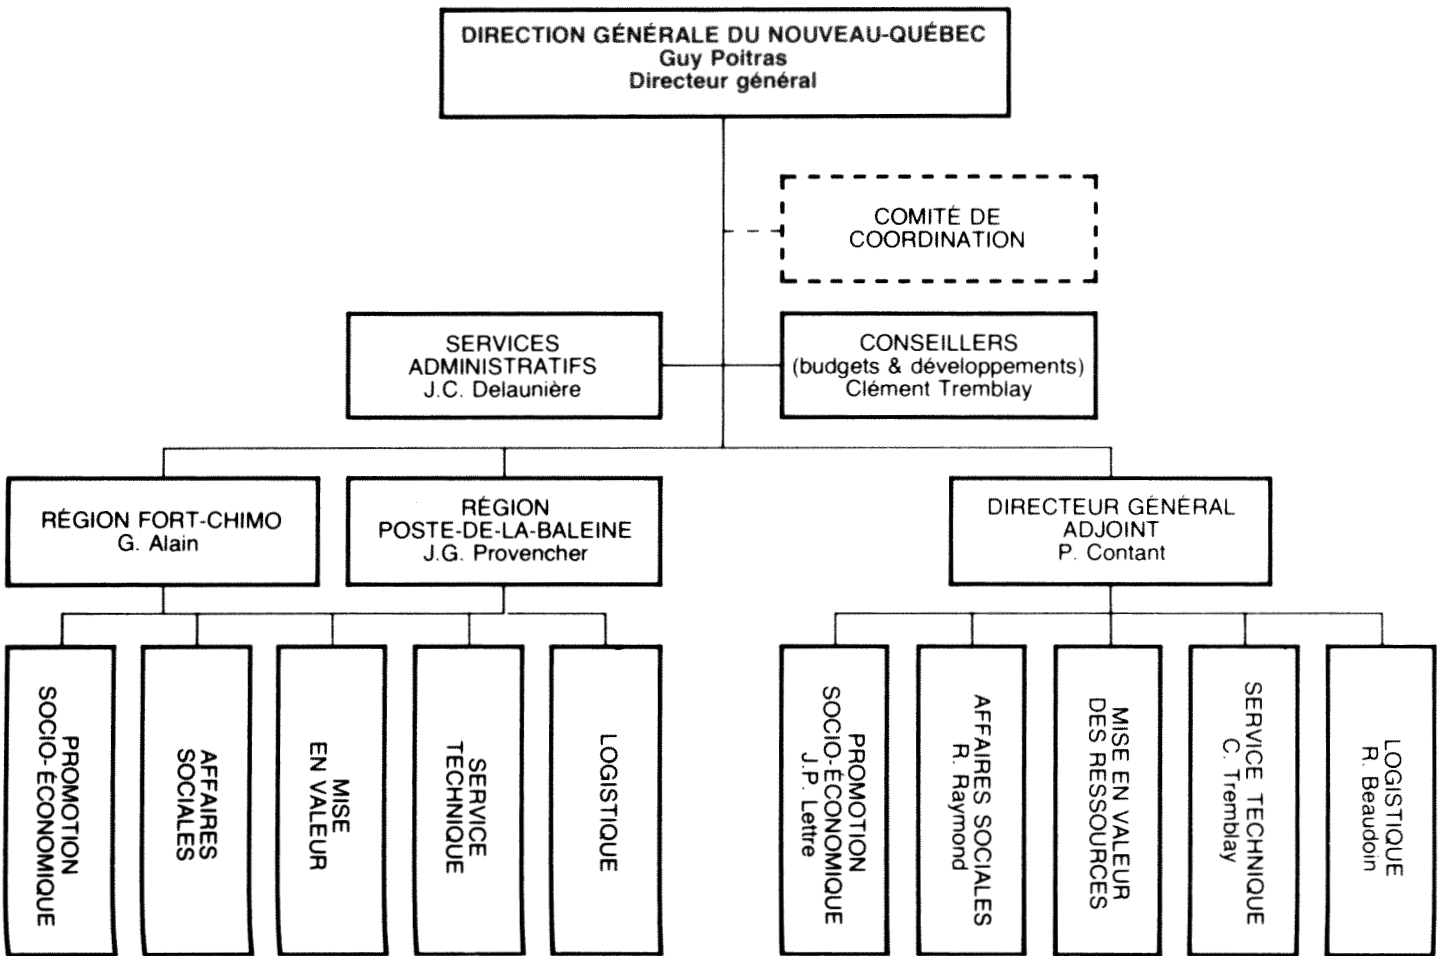 DIRECTION GÉNÉRALE DU NOUVEAU-QUÉBEC
Guy Poitras
Directeur général
COMITÉ DE
COORDINATION
SERVICES
ADMINISTRATIFS
J.C. Delaunière
CONSEILLERS
(budgets & développements)
Clément Tremblay
RÉGION FORT-CHIMO
G. Alain
RÉGION
POSTE-DE-LA-BALEINE
J.G. Provencher
DIRECTEUR GÉNÉRAL
ADJOINT
P. Contant
PROMOTION
SOCIO-ÉCONOMIQUE
AFFAIRES
SOCIALES
MISE
EN VALEUR
SERVICE
TECHNIQUE
LOGISTIQUE
PROMOTION
SOCIO-ÉCONOMIQUE
J.P. Lettre
AFFAIRES SOCIALES
R. Raymond
MISE EN VALEUR
DES RESSOURCES
SERVICE TECHNIQUE
C. Tremblay
LOGISTIQUE
R. Beaudoin